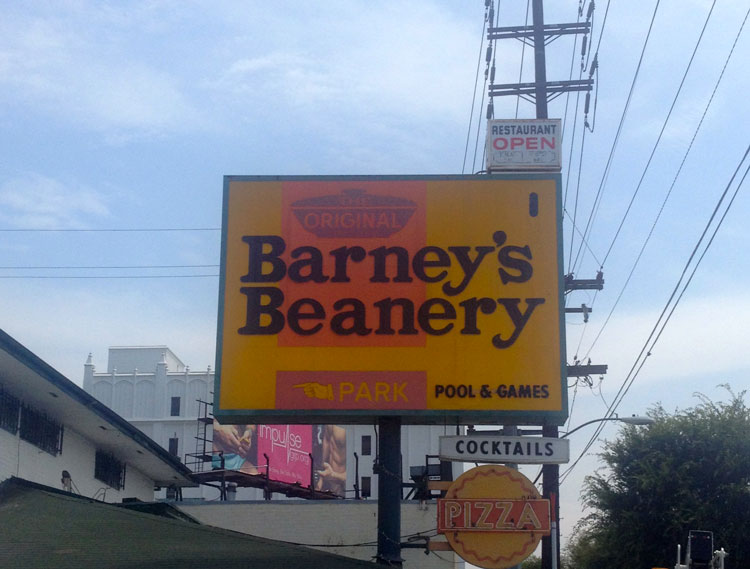 RESTAURANT
OPEN
THE
ORIGINAL
Barney's
Beanery
PARK
POOL & GAMES
COCKTAILS
PIZZA
impulse